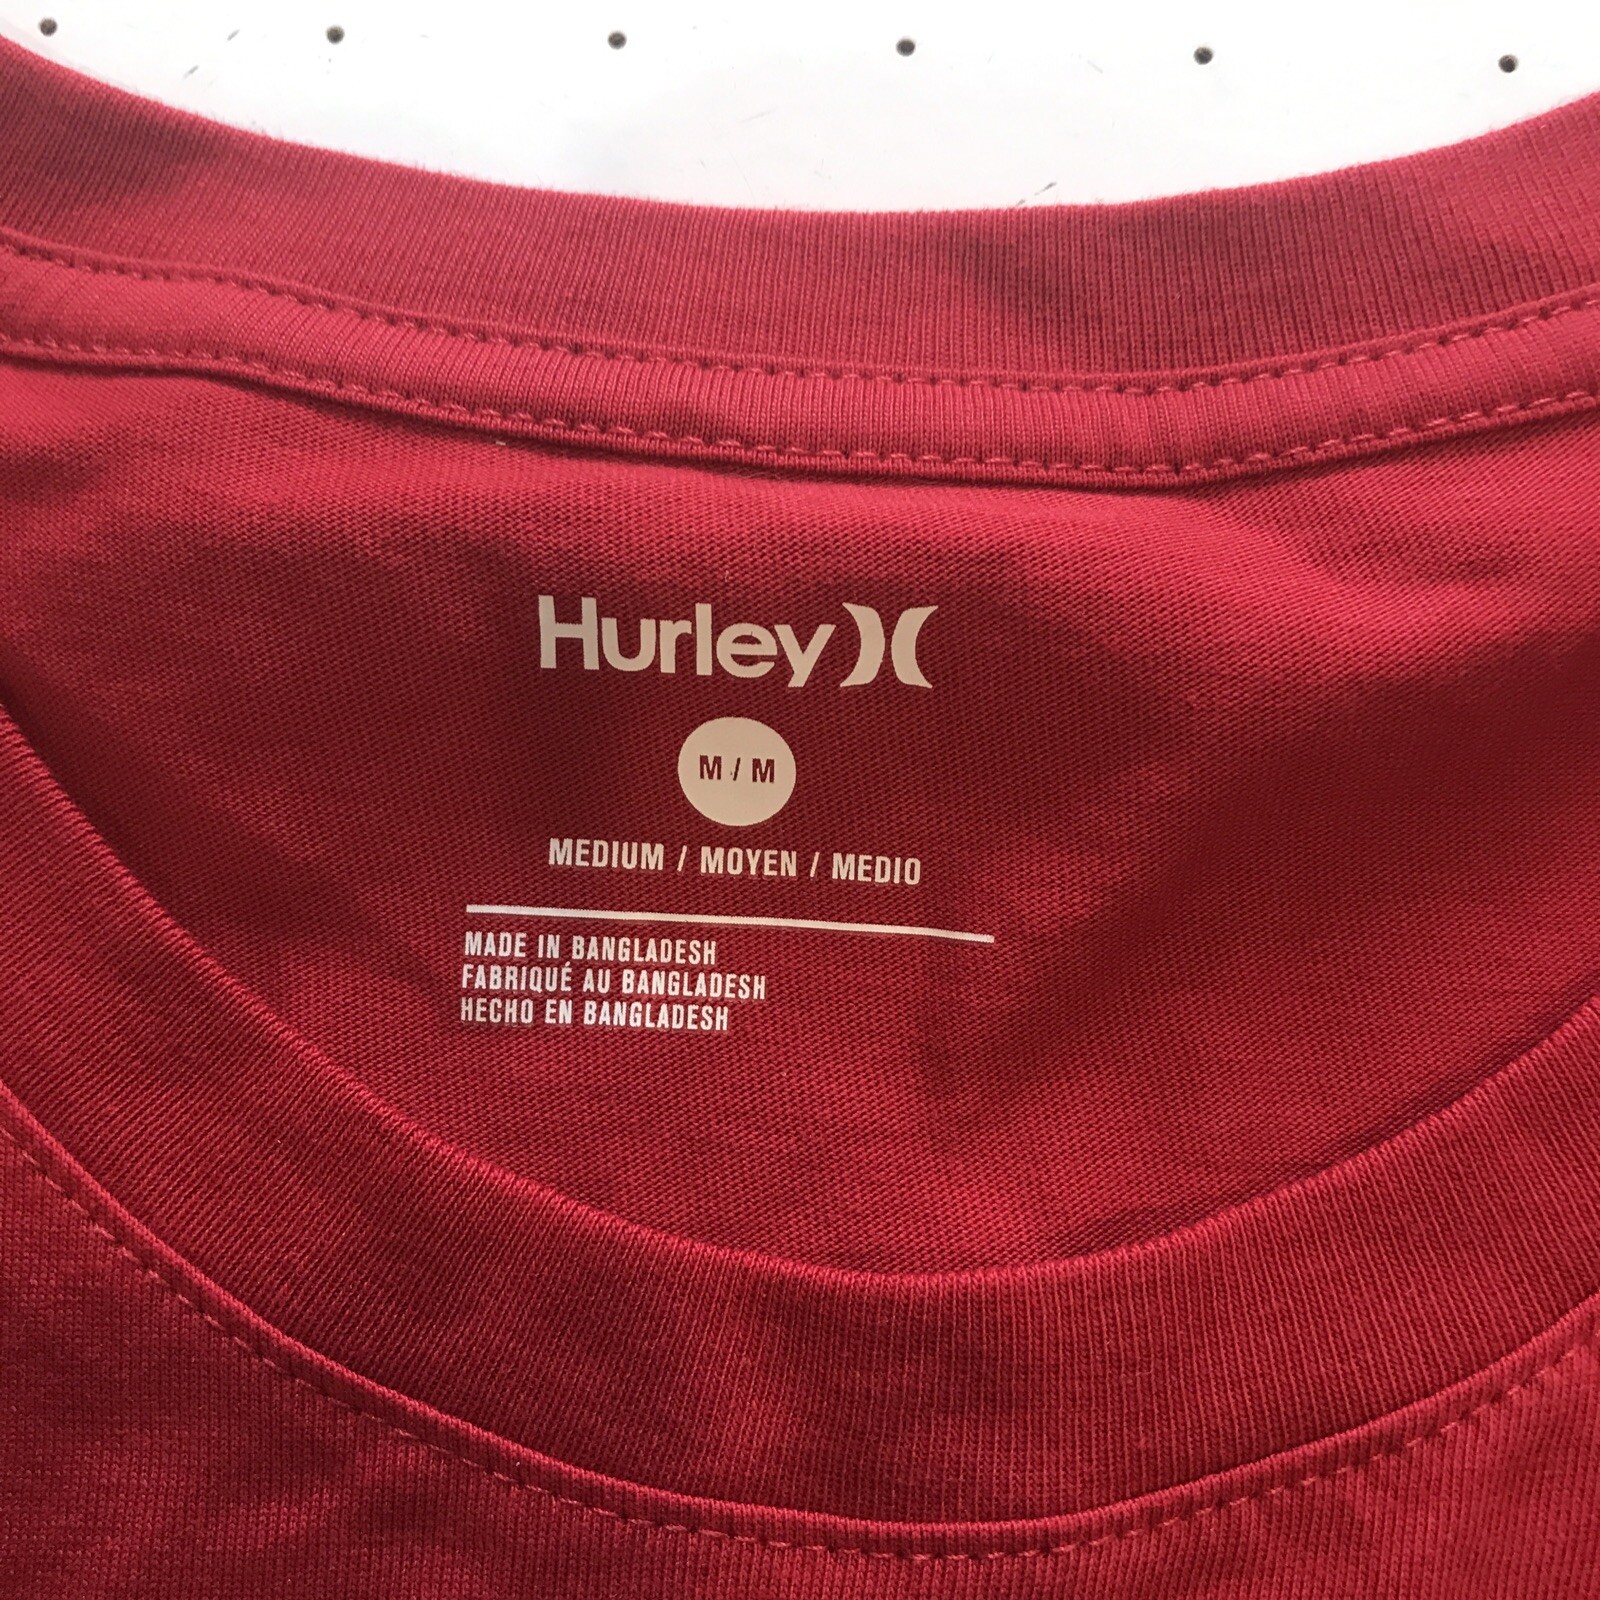 Hurley
M / M
MEDIUM / MOYEN / MEDIO
MADE IN BANGLADESH
FABRIQUÉ AU BANGLADESH
HECHO EN BANGLADESH